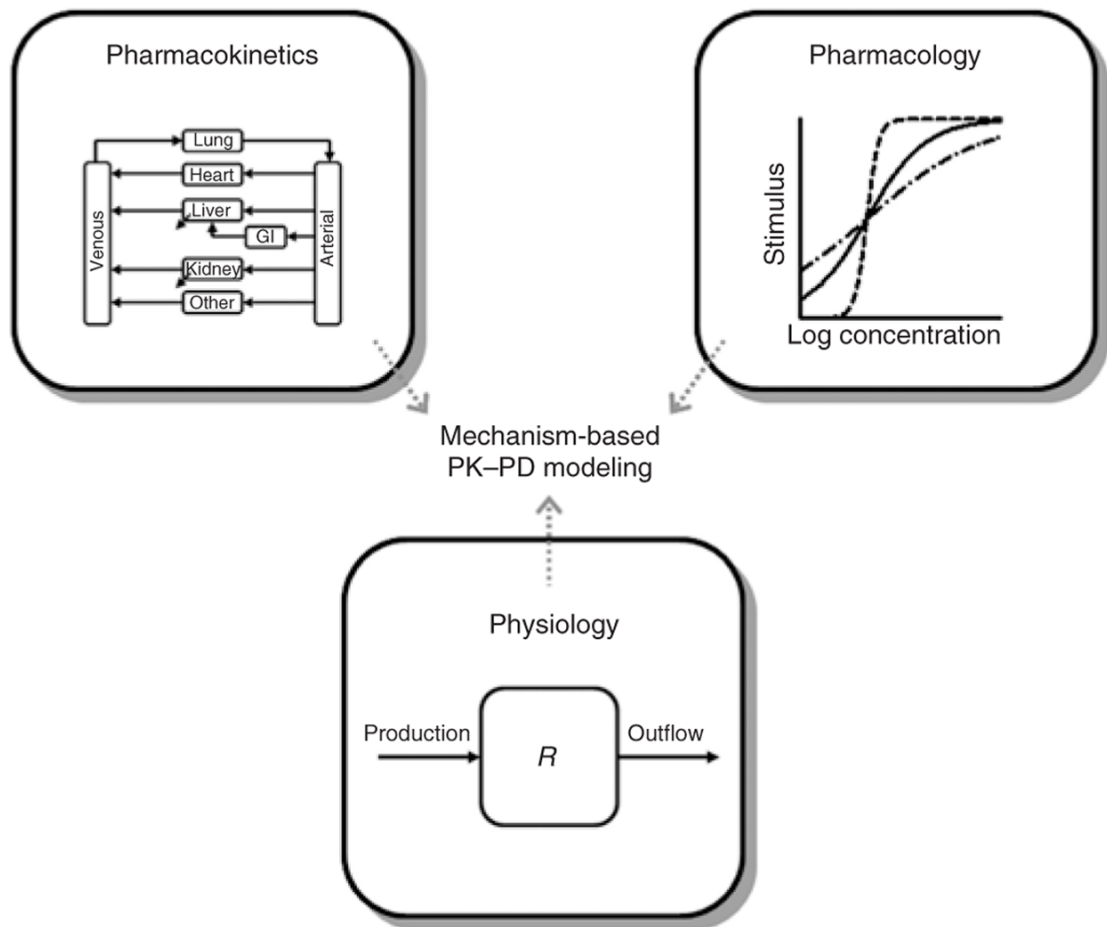 Pharmacokinetics
Lung
Heart
Liver
GI
Kidney
Other
Venous
Arterial
Pharmacology
Stimulus
Log concentration
Mechanism-based
PK–PD modeling
Physiology
Production
R
Outflow